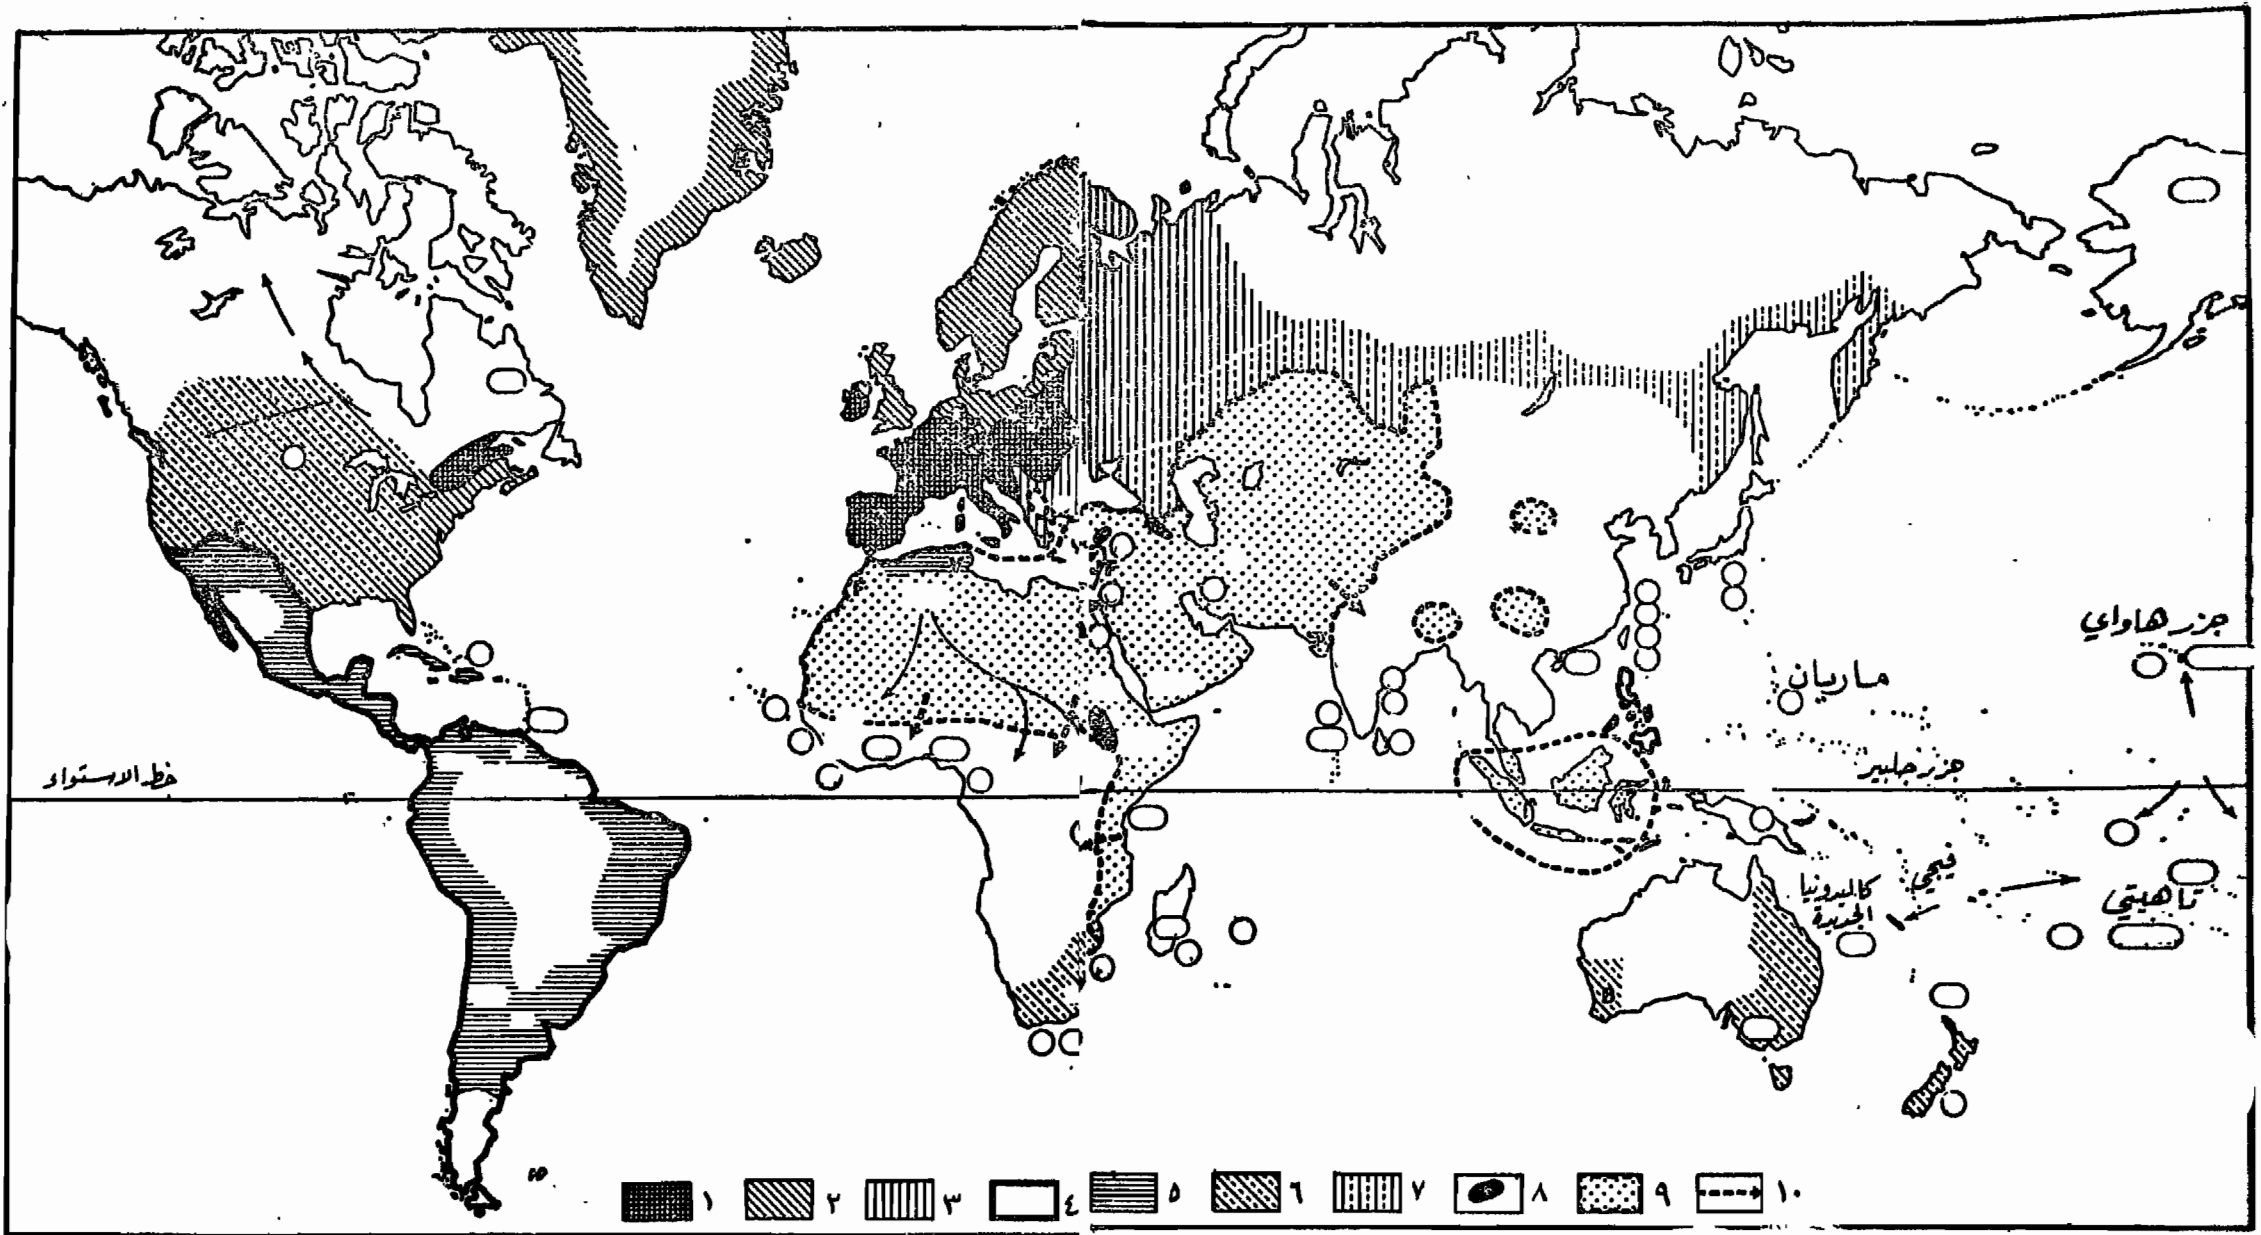 جزر هاواي
ماريان
جزر جلبير
خط الاستواء
فيجي
كاليدونيا
الجديدة
تاهيتي
١ ٢ ٣ ٤ ٥ ٦ ٧ ٨ ٩ ١٠